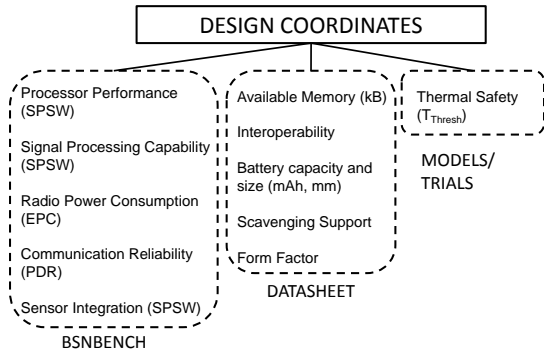 DESIGN COORDINATES
Processor Performance
(SPSW)
Signal Processing Capability
(SPSW)
Radio Power Consumption
(EPC)
Communication Reliability
(PDR)
Sensor Integration (SPSW)
BSNBENCH
Available Memory (kB)
Interoperability
Battery capacity and
size (mAh, mm)
Scavenging Support
Form Factor
DATASHEET
Thermal Safety
(TThresh)
MODELS/
TRIALS